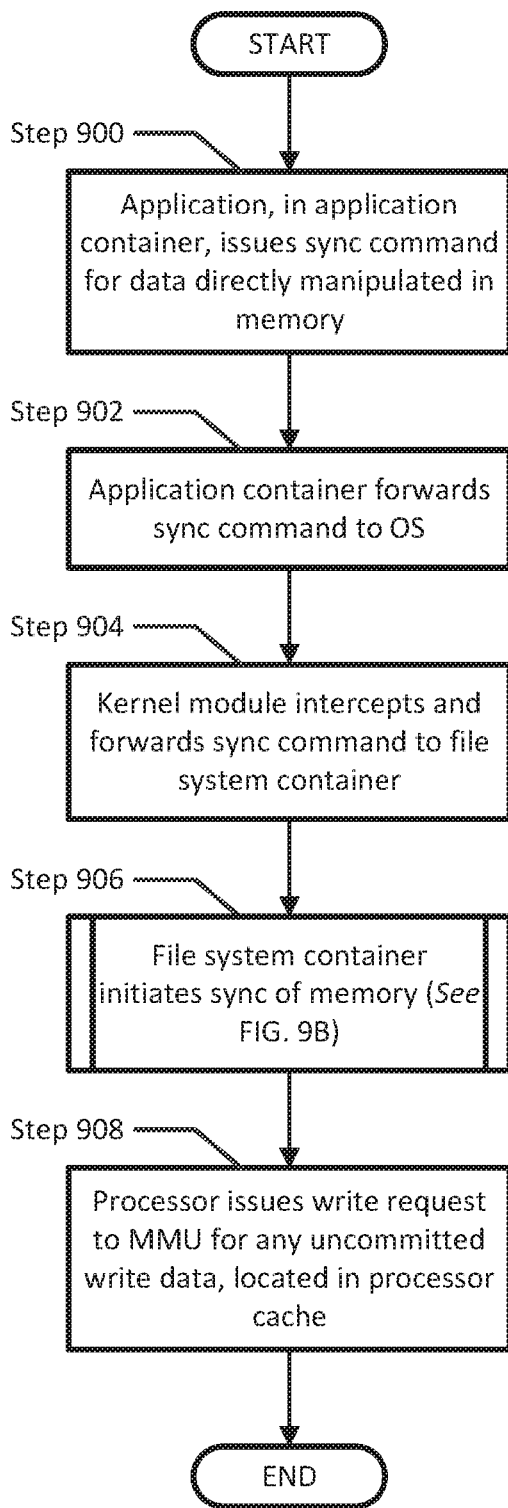 START
Step 900
Application, in application
container, issues sync command
for data directly manipulated in
memory
Step 902
Application container forwards
sync command to OS
Step 904
Kernel module intercepts and
forwards sync command to file
system container
Step 906
File system container
initiates sync of memory (See
FIG. 9B)
Step 908
Processor issues write request
to MMU for any uncommitted
write data, located in processor
cache
END